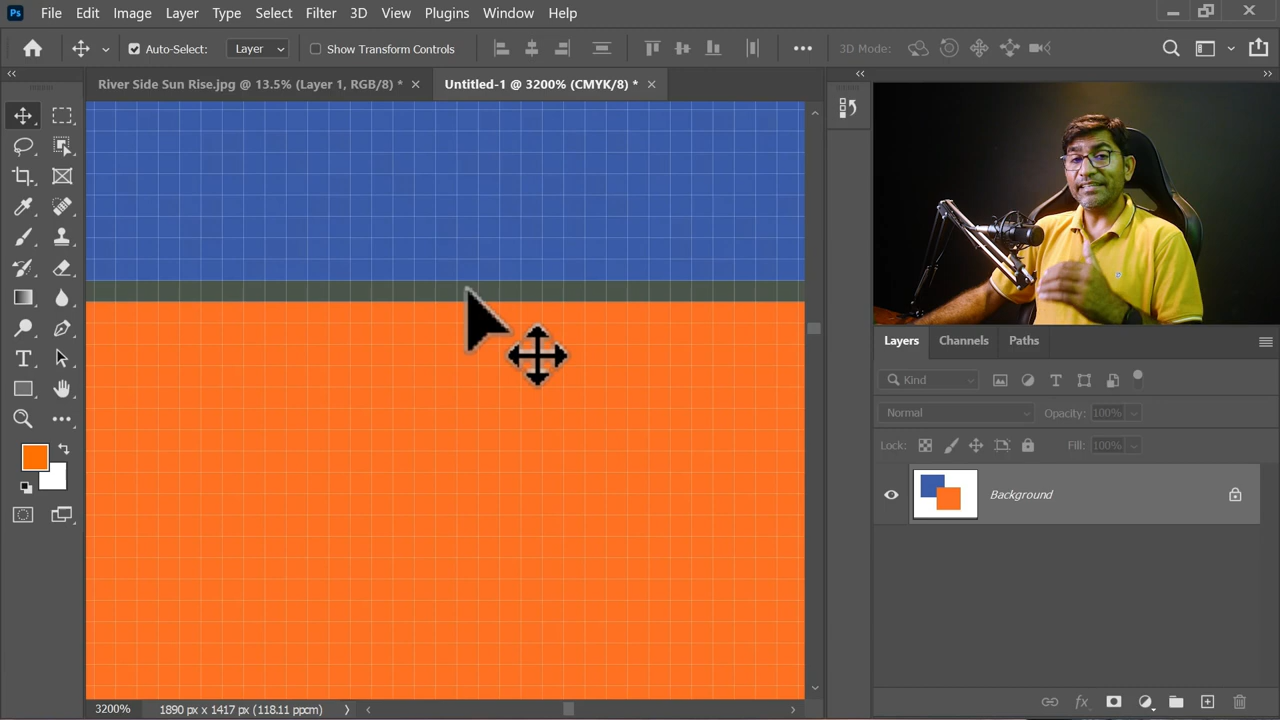 Ps File Edit Image Layer Type Select Filter 3D View Plugins Window Help
Auto-Select: Layer Show Transform Controls 3D Mode:
River Side Sun Rise.jpg @ 13.5% (Layer 1, RGB/8) * Untitled-1 @ 3200% (CMYK/8) *
Layers Channels Paths
Kind
Normal Opacity: 100%
Lock: Fill: 100%
Background
fx
3200% 1890 px x 1417 px (118.11 ppcm)